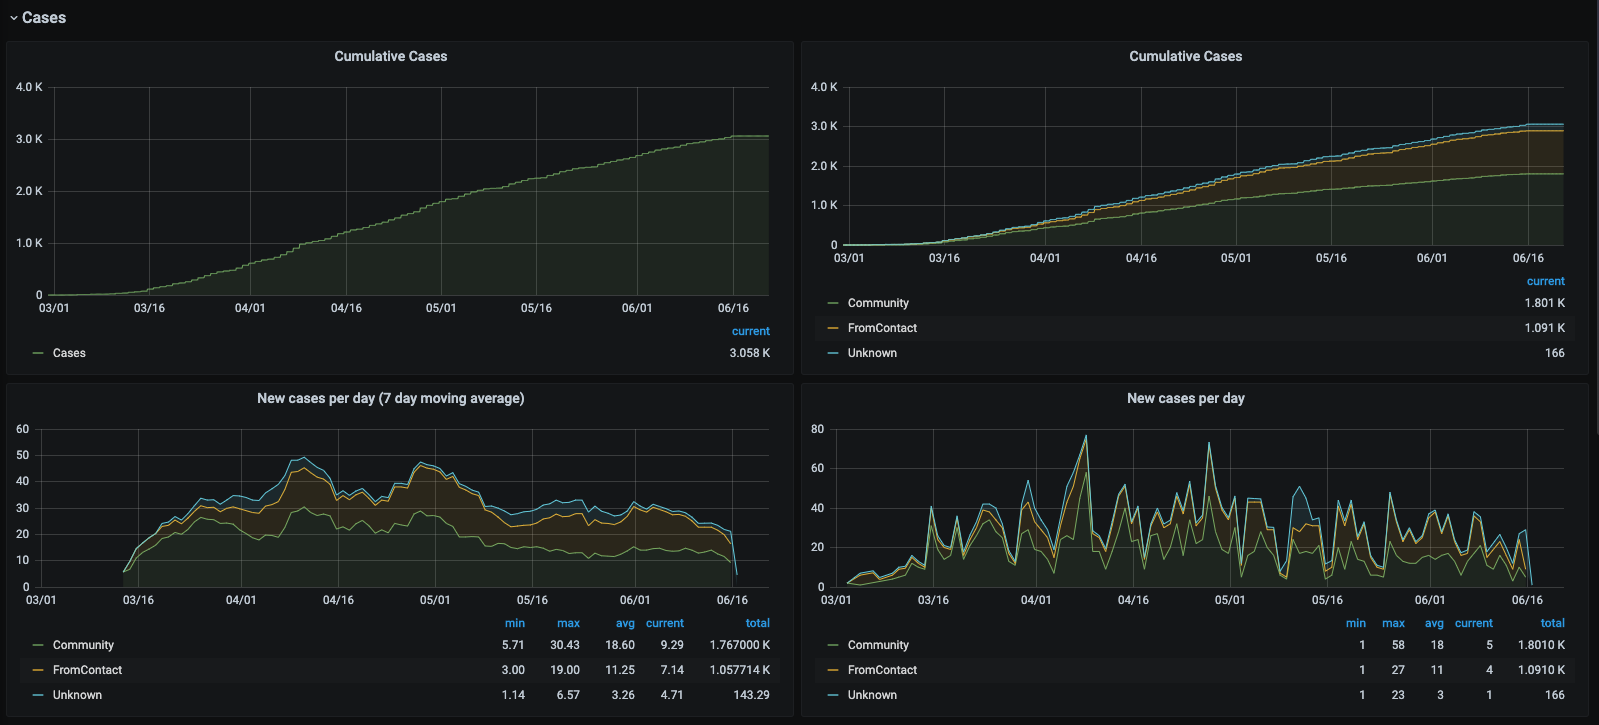 Cases
Cumulative Cases
4.0 K
3.0 K
2.0 K
1.0 K
0
03/01 03/16 04/01 04/16 05/01 05/16 06/01 06/16
current
Cases 3.058 K
Cumulative Cases
4.0 K
3.0 K
2.0 K
1.0 K
0
03/01 03/16 04/01 04/16 05/01 05/16 06/01 06/16
current
Community 1.801 K
FromContact 1.091 K
Unknown 166
New cases per day (7 day moving average)
60
50
40
30
20
10
0
03/01 03/16 04/01 04/16 05/01 05/16 06/01 06/16
min max avg current total
Community 5.71 30.43 18.60 9.29 1.767000 K
FromContact 3.00 19.00 11.25 7.14 1.057714 K
Unknown 1.14 6.57 3.26 4.71 143.29
New cases per day
80
60
40
20
0
03/01 03/16 04/01 04/16 05/01 05/16 06/01 06/16
min max avg current total
Community 1 58 18 5 1.8010 K
FromContact 1 27 11 4 1.0910 K
Unknown 1 23 3 1 166